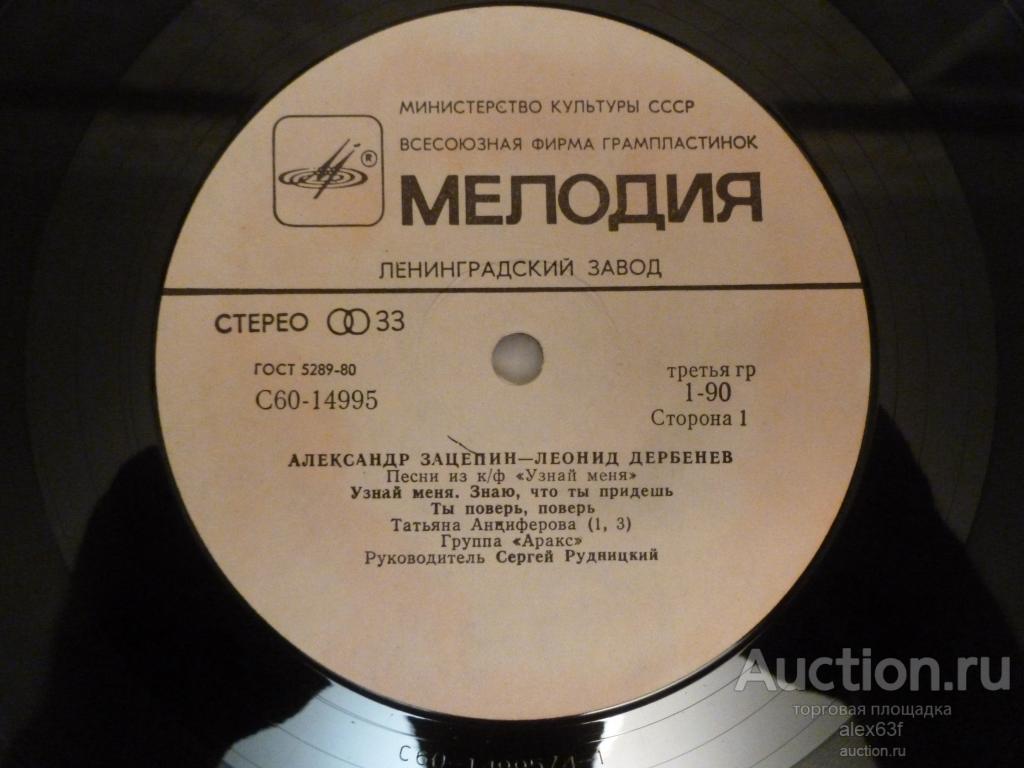 МИНИСТЕРСТВО КУЛЬТУРЫ СССР
ВСЕСОЮЗНАЯ ФИРМА ГРАМПЛАСТИНОК
®
МЕЛОДИЯ
ЛЕНИНГРАДСКИЙ ЗАВОД
СТЕРЕО 33
ГОСТ 5289-80
С60-14995
третья гр
1-90
Сторона 1
АЛЕКСАНДР ЗАЦЕПИН—ЛЕОНИД ДЕРБЕНЕВ
Песни из к/ф «Узнай меня»
Узнай меня. Знаю, что ты придешь
Ты поверь, поверь
Татьяна Анциферова (1, 3)
Группа «Аракс»
Руководитель Сергей Рудницкий
Auction.ru
торговая площадка
alex63f
auction.ru